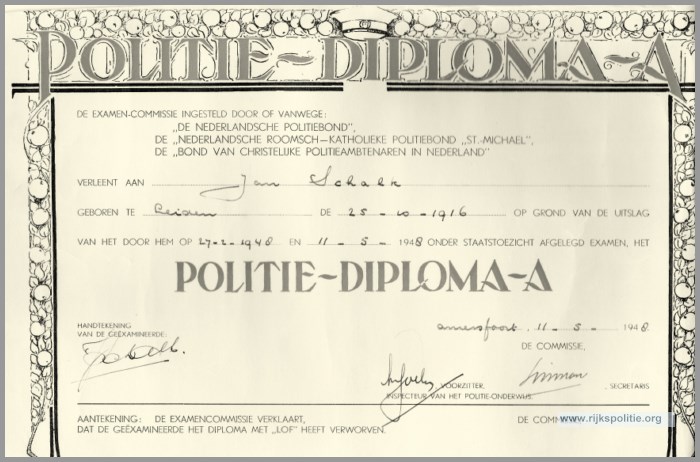 POLITIE-DIPLOMA-A
DE EXAMEN-COMMISSIE INGESTELD DOOR OF VANWEGE:
„DE NEDERLANDSCHE POLITIEBOND”,
DE „NEDERLANDSCHE ROOMSCH-KATHOLIEKE POLITIEBOND „ST.-MICHAEL”,
DE „BOND VAN CHRISTELIJKE POLITIEAMBTENAREN IN NEDERLAND”
VERLEENT AAN Jan Schalk
GEBOREN TE Leiden DE 25-10-1916 OP GROND VAN DE UITSLAG
VAN HET DOOR HEM OP 27-2-1948 EN 11-5-1948 ONDER STAATSTOEZICHT AFGELEGD EXAMEN, HET
POLITIE-DIPLOMA-A
Amersfoort, 11-5-1948
HANDTEKENING
VAN DE GEËXAMINEERDE:
DE COMMISSIE,
VOORZITTER, , SECRETARIS
INSPECTEUR VAN HET POLITIE-ONDERWIJS.
AANTEKENING: DE EXAMENCOMMISSIE VERKLAART, DE COMM
DAT DE GEËXAMINEERDE HET DIPLOMA MET „LOF” HEEFT VERWORVEN.
www.rijkspolitie.org